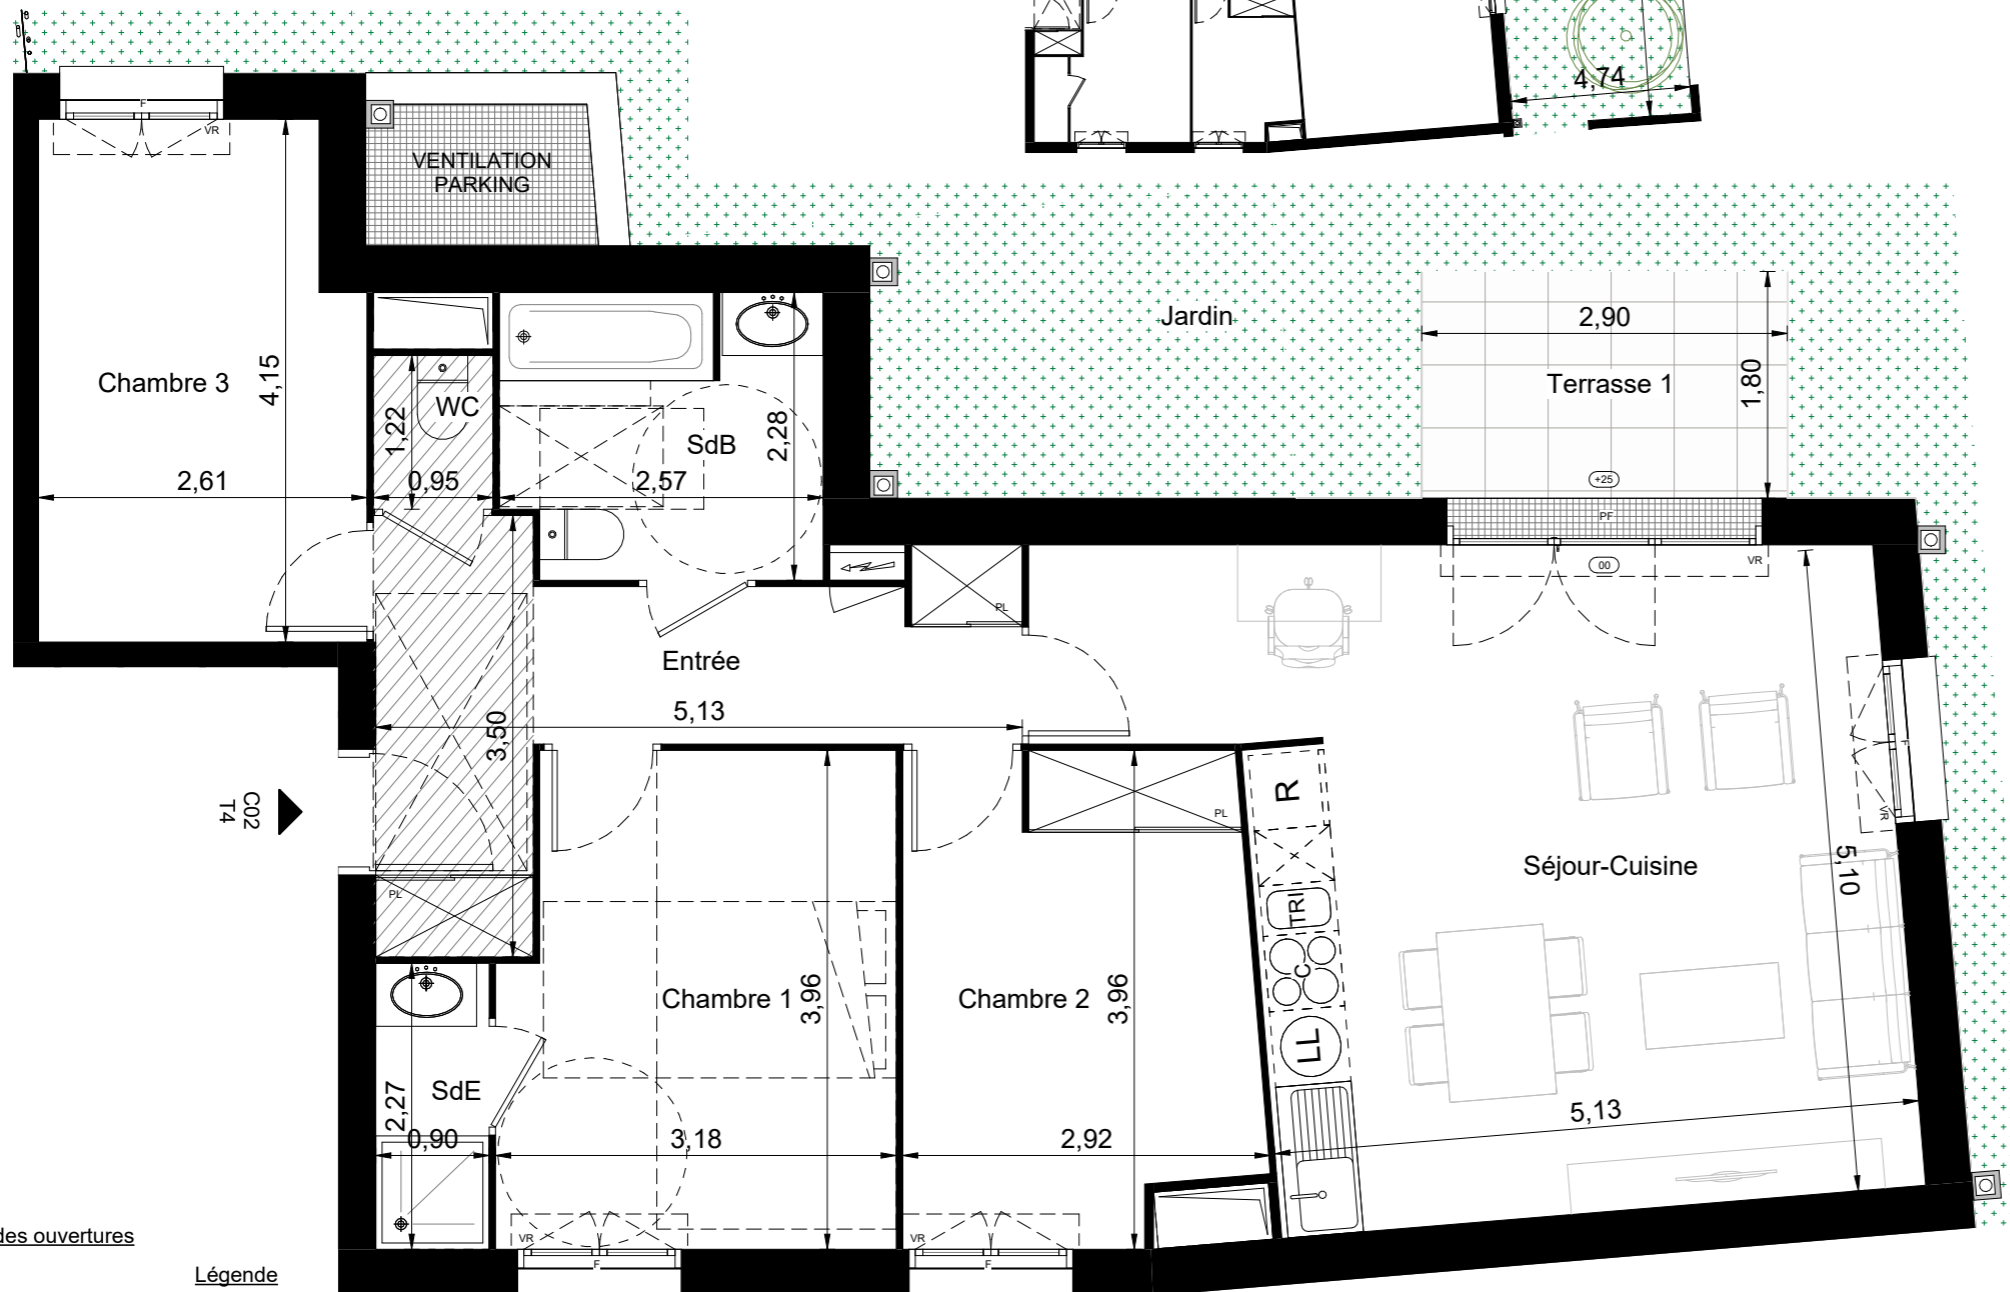 4,74
F
VR
VENTILATION
PARKING
Jardin
2,90
Terrasse 1
1,80
Chambre 3
4,15
WC
1,22
SdB
2,28
2,61
0,95
2,57
+25
PF
00
VR
PL
Entrée
5,13
3,50
C02
T4
R
PL
F
VR
Séjour-Cuisine
5,10
PL
TRI
C
Chambre 1
3,96
Chambre 2
3,96
LL
SdE
2,27
0,90
3,18
2,92
5,13
VR
F
VR
F
des ouvertures
Légende